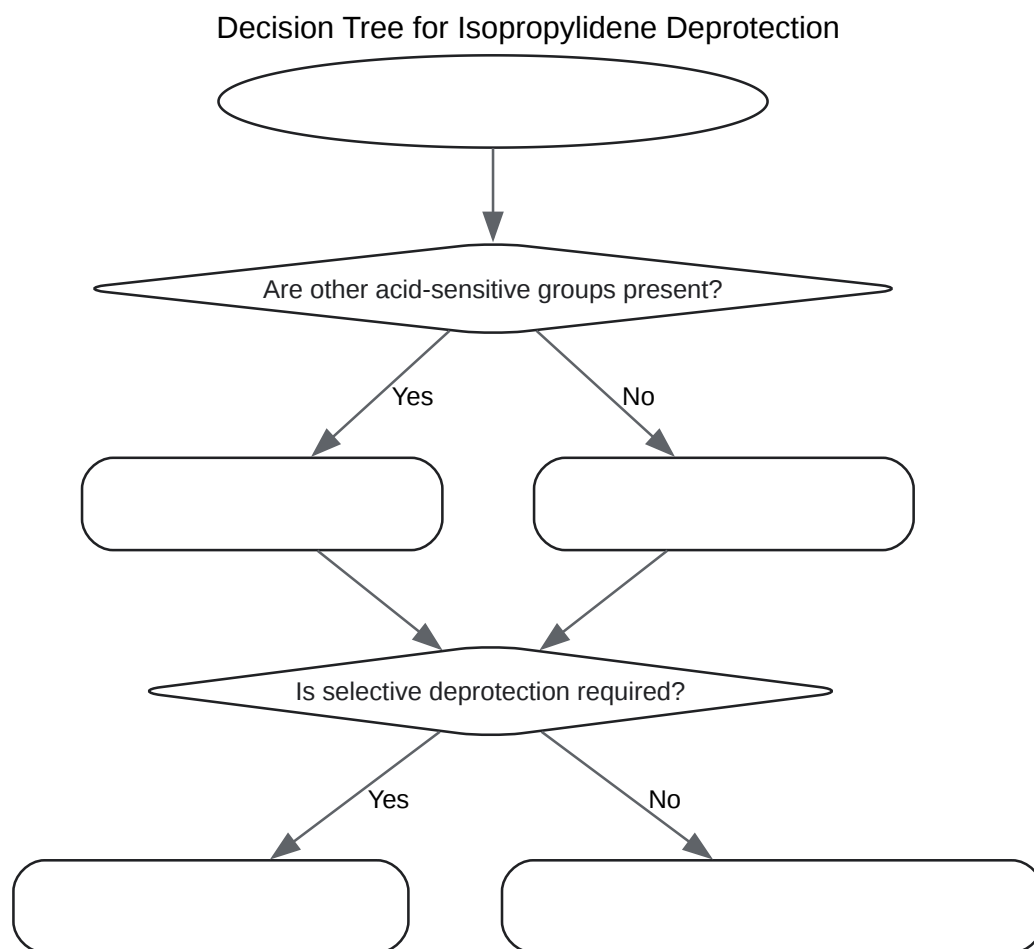 Decision Tree for Isopropylidene Deprotection
Are other acid-sensitive groups present?
Yes
No
Is selective deprotection required?
Yes
No